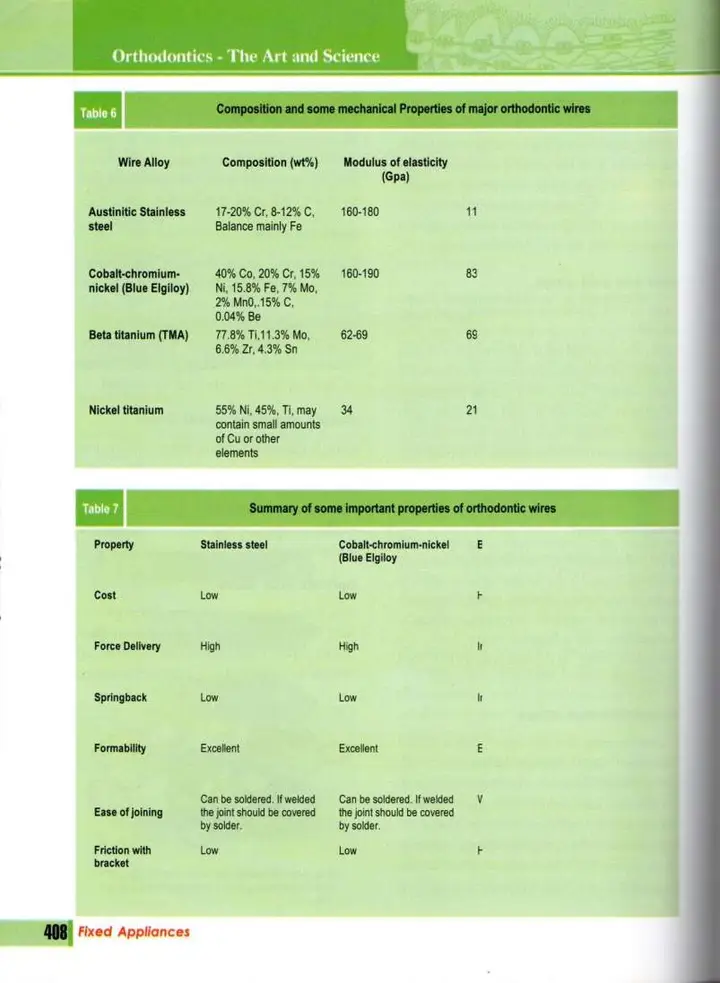 Orthodontics - The Art and Science
Table 6
Composition and some mechanical Properties of major orthodontic wires
Wire Alloy
Composition (wt%)
Modulus of elasticity
(Gpa)
Austinitic Stainless
steel
17-20% Cr, 8-12% C,
Balance mainly Fe
160-180
11
Cobalt-chromium-
nickel (Blue Elgiloy)
40% Co, 20% Cr, 15%
Ni, 15.8% Fe, 7% Mo,
2% Mn0,.15% C,
0.04% Be
160-190
83
Beta titanium (TMA)
77.8% Ti,11.3% Mo,
6.6% Zr, 4.3% Sn
62-69
69
Nickel titanium
55% Ni, 45%, Ti, may
contain small amounts
of Cu or other
elements
34
21
Table 7
Summary of some important properties of orthodontic wires
Property
Stainless steel
Cobalt-chromium-nickel
(Blue Elgiloy
Cost
Low
Low
Force Delivery
High
High
Springback
Low
Low
Formability
Excellent
Excellent
Ease of joining
Can be soldered. If welded
the joint should be covered
by solder.
Can be soldered. If welded
the joint should be covered
by solder.
Friction with
bracket
Low
Low
408 Fixed Appliances